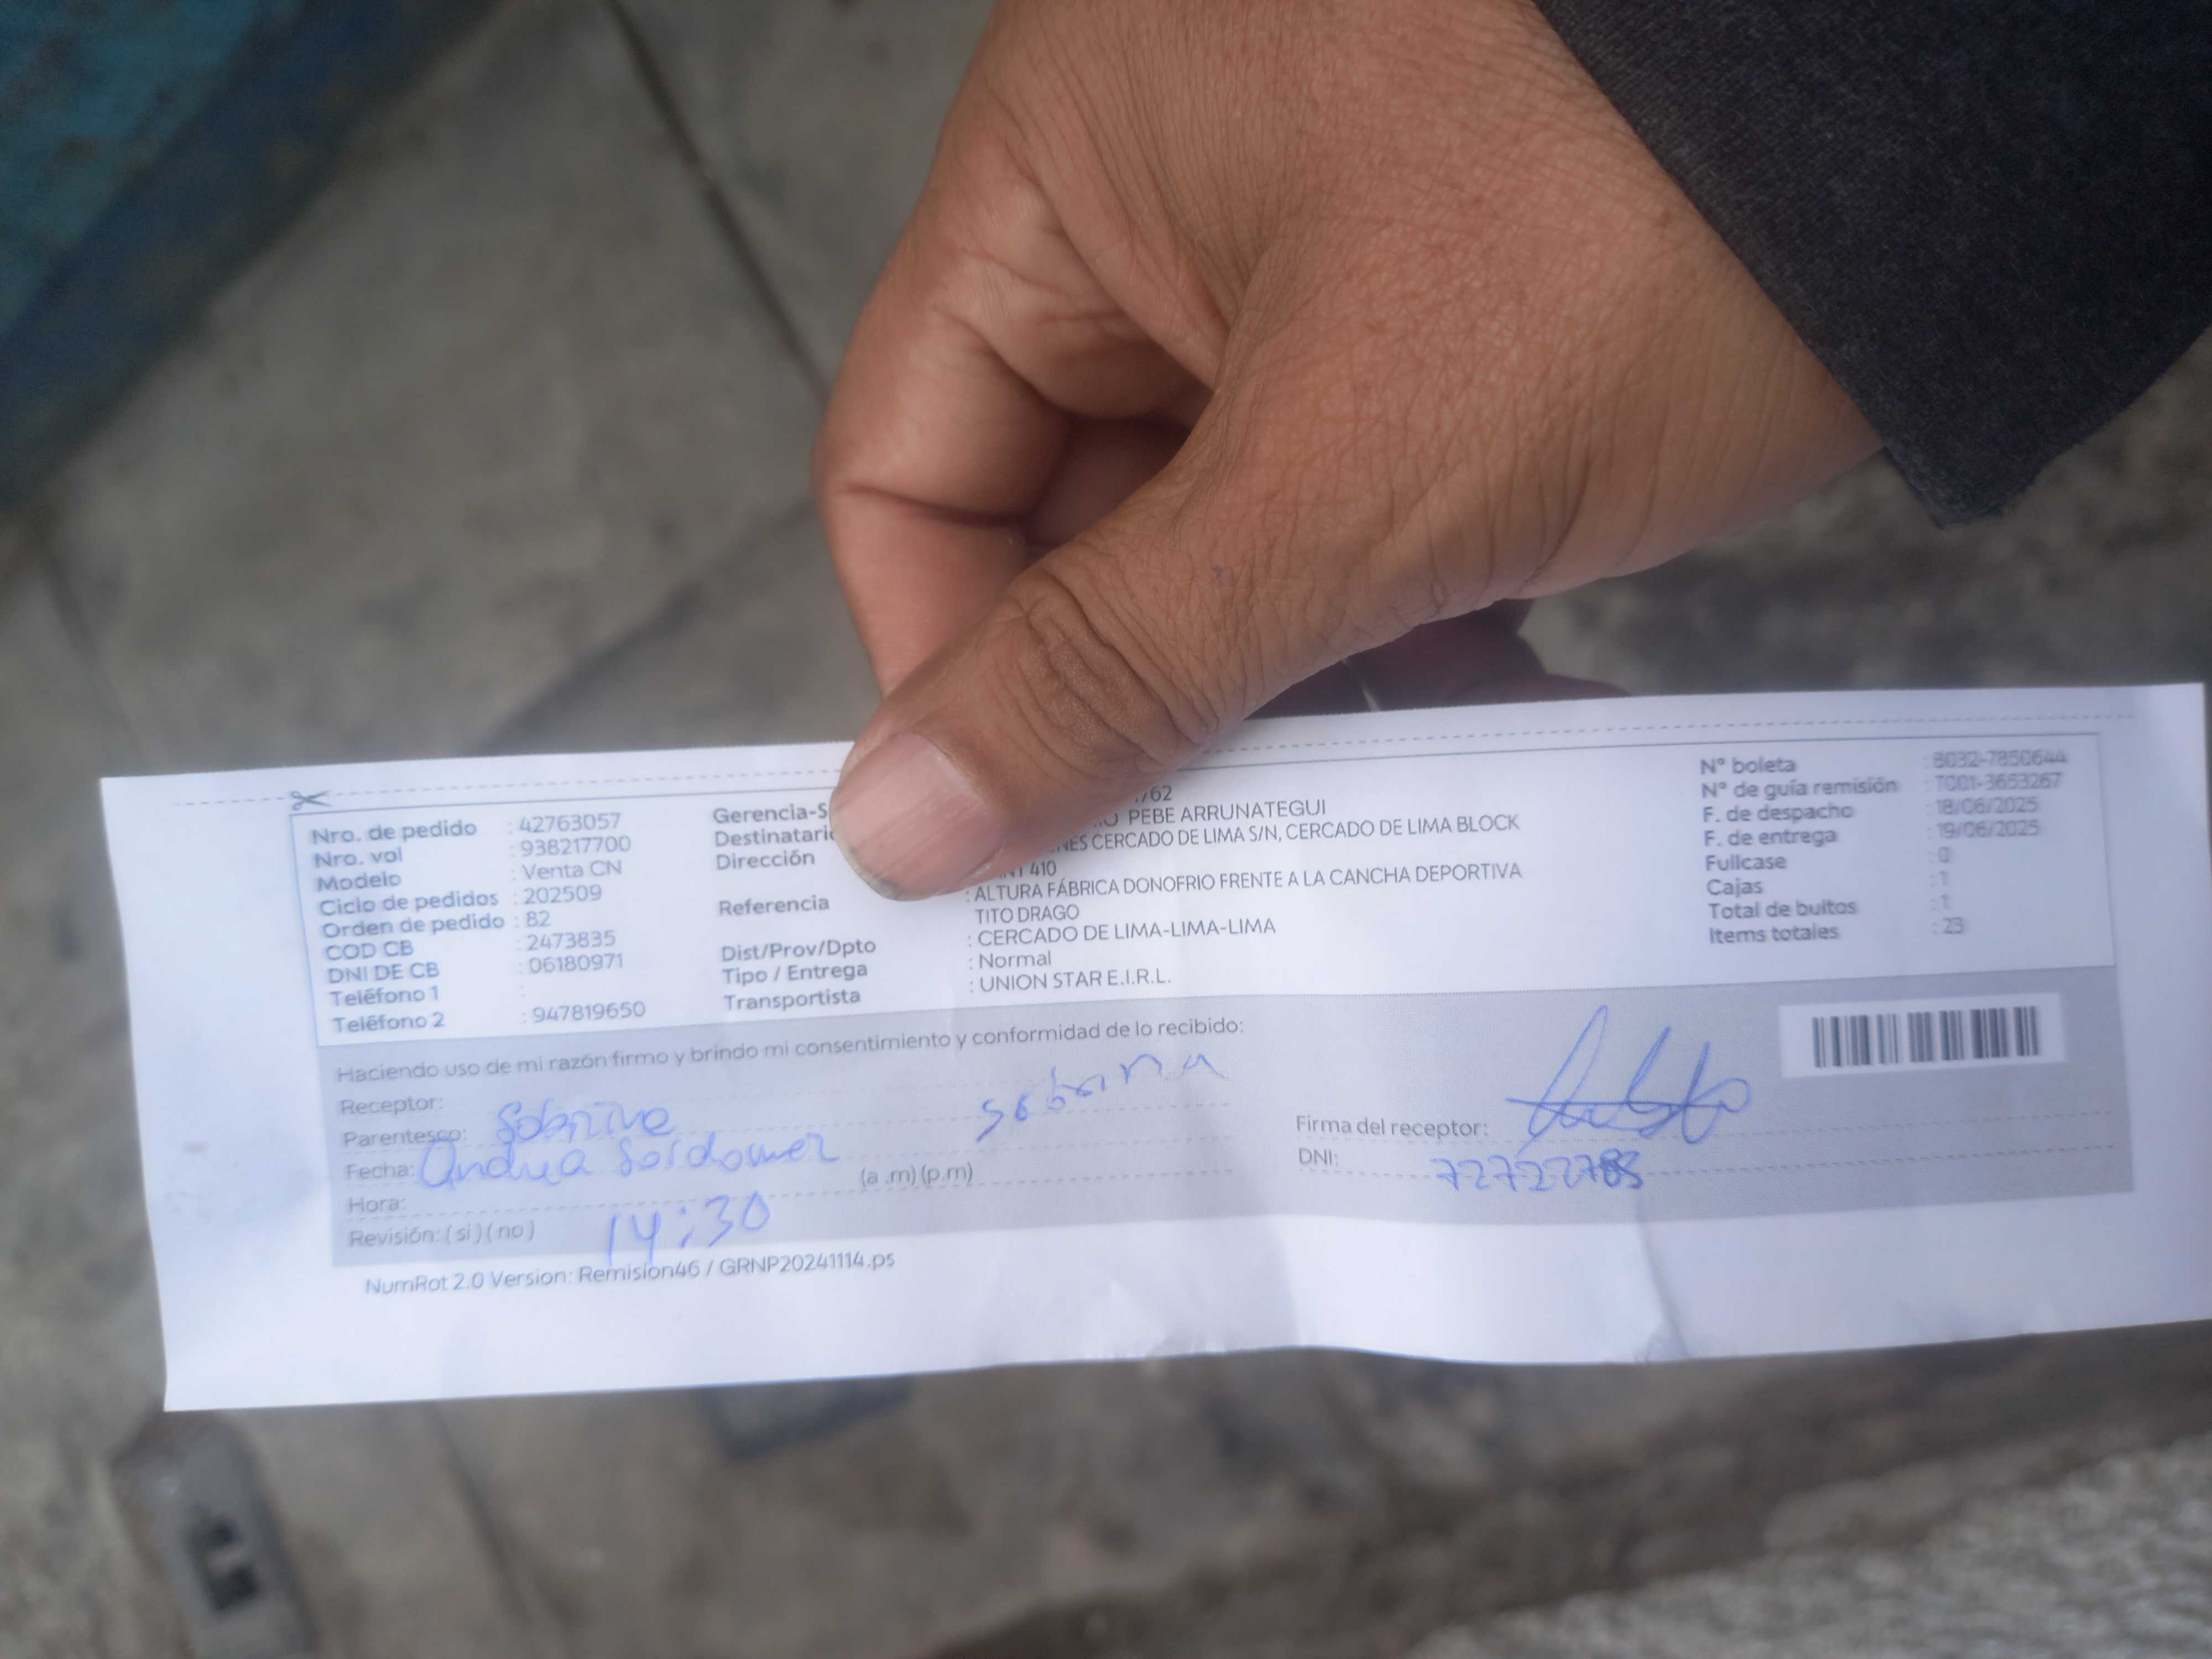 Nro. de pedido : 42763057
Nro. vol : 938217700
Modelo : Venta CN
Ciclo de pedidos : 202509
Orden de pedido : 82
COD CB : 2473835
DNI DE CB : 06180971
Teléfono 1 :
Teléfono 2 : 947819650
Gerencia-S
Destinatario PEBE ARRUNATEGUI
Dirección CERCADO DE LIMA S/N, CERCADO DE LIMA BLOCK
410
Referencia : ALTURA FÁBRICA DONOFRIO FRENTE A LA CANCHA DEPORTIVA
TITO DRAGO
Dist/Prov/Dpto : CERCADO DE LIMA-LIMA-LIMA
Tipo / Entrega : Normal
Transportista : UNION STAR E.I.R.L.
N° boleta : B032-7850644
N° de guía remisión : T001-3653267
F. de despacho : 18/06/2025
F. de entrega : 19/06/2025
Fullcase : 0
Cajas : 1
Total de bultos : 1
Items totales : 23
Haciendo uso de mi razón firmo y brindo mi consentimiento y conformidad de lo recibido:
Receptor:
Parentesco: Sobrina sobrina
Fecha: Andrea
Hora: (a .m) (p.m)
Revisión: ( si ) ( no ) 14:30
Firma del receptor:
DNI:
NumRot 2.0 Version: Remision46 / GRNP20241114.ps